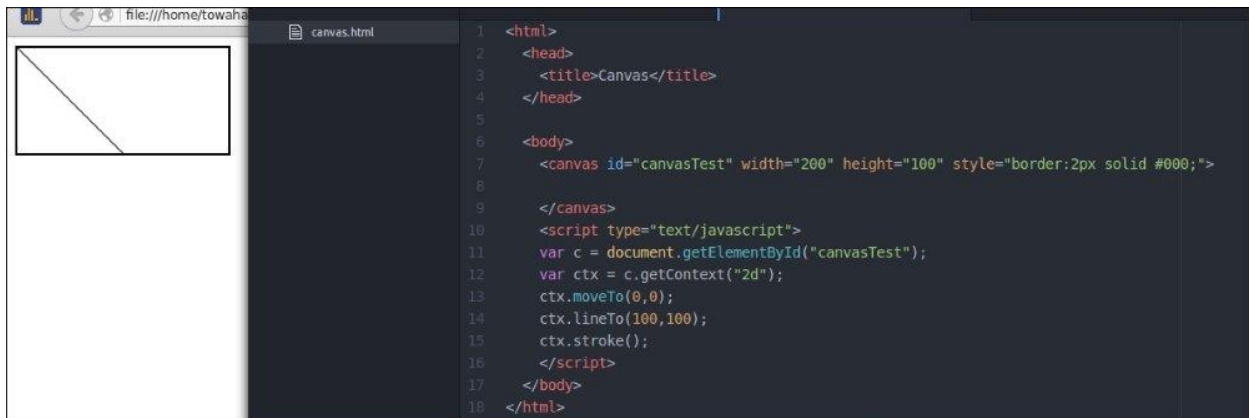 file:///home/towaha
canvas.html
1 <html>
2 <head>
3 <title>Canvas</title>
4 </head>
5
6 <body>
7 <canvas id="canvasTest" width="200" height="100" style="border:2px solid #000;">
8
9 </canvas>
10 <script type="text/javascript">
11 var c = document.getElementById("canvasTest");
12 var ctx = c.getContext("2d");
13 ctx.moveTo(0,0);
14 ctx.lineTo(100,100);
15 ctx.stroke();
16 </script>
17 </body>
18 </html>